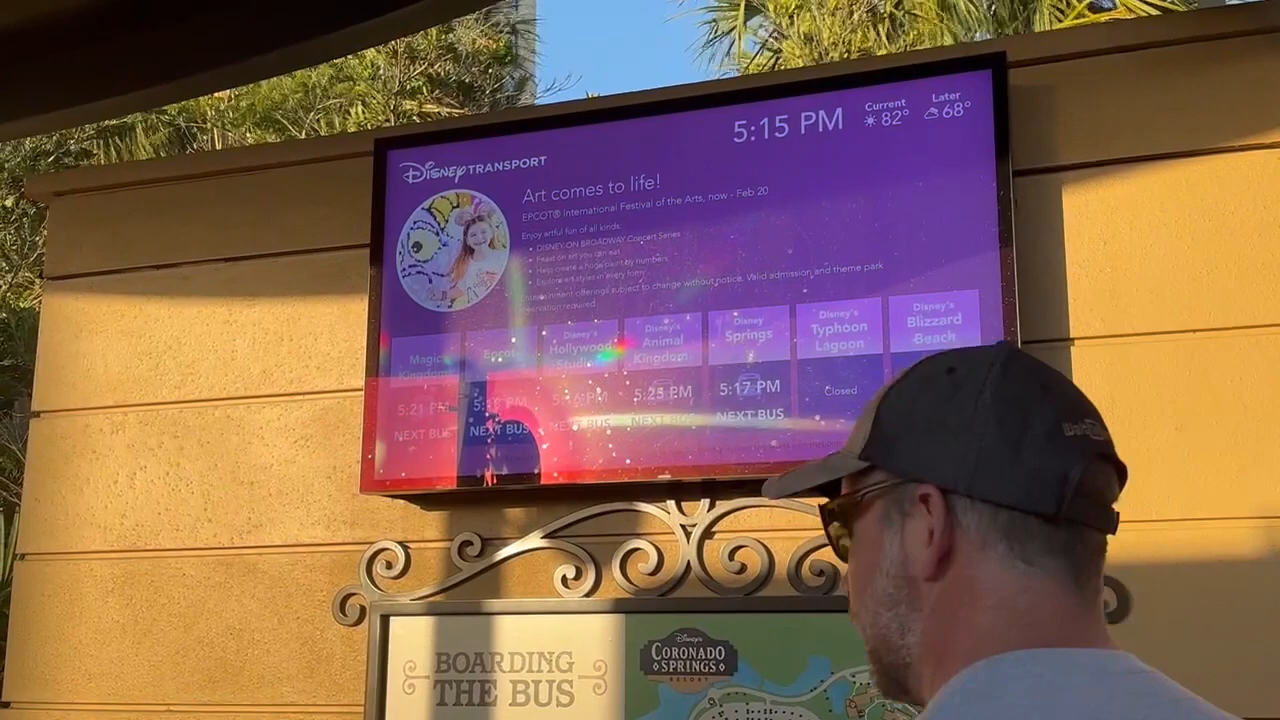 5:15 PM
Current
82°
Later
68°
Disney TRANSPORT
Art comes to life!
EPCOT® International Festival of the Arts, now - Feb 20
Enjoy artful fun of all kinds:
• DISNEY ON BROADWAY Concert Series
• Feast on art you can eat
• Help create a huge paint by numbers
• Explore art styles in every form
Entertainment offerings subject to change without notice. Valid admission and theme park
reservation required.
Magic
Kingdom
5:21 PM
NEXT BUS
Epcot
NEXT BUS
Disney's
Hollywood
Studios
NEXT BUS
Disney's
Animal
Kingdom
5:25 PM
NEXT BUS
Disney
Springs
5:17 PM
NEXT BUS
Disney's
Typhoon
Lagoon
Closed
Disney's
Blizzard
Beach
BOARDING
THE BUS
Disney's
CORONADO
SPRINGS
RESORT